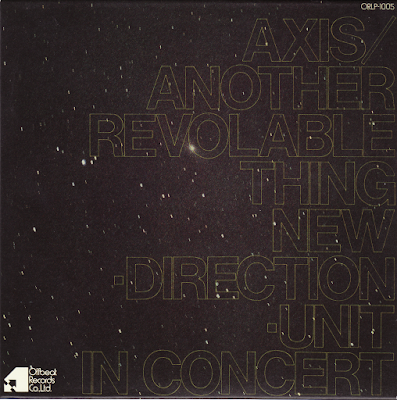 ORLP-1005
AXIS/
ANOTHER
REVOLABLE
THING
NEW
·DIRECTION
·UNIT
IN CONCERT
Offbeat
Records
Co.,Ltd.